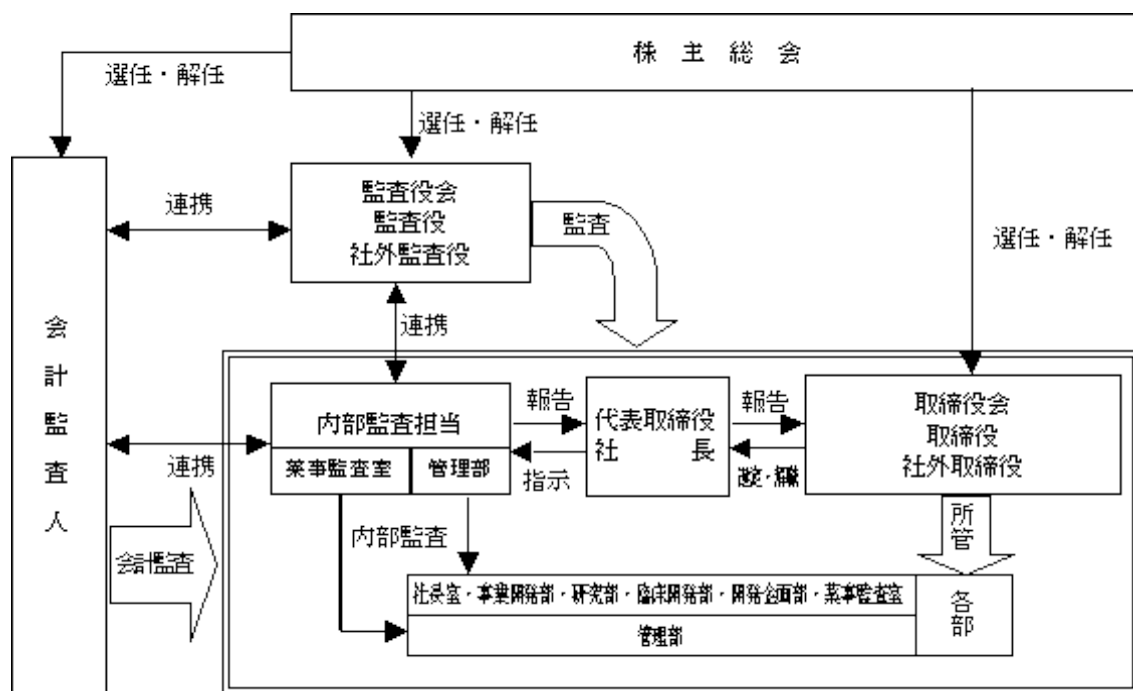 株主総会
選任・解任
選任・解任
選任・解任
監査役会
監査役
社外監査役
連携
監査
連携
会計監査人
連携
会計監査
内部監査担当
薬事監査室
管理部
報告
指示
代表取締役
社長
報告
選定・解職
取締役会
取締役
社外取締役
所管
内部監査
社長室・事業開発部・研究部・臨床開発部・開発企画部・薬事監査室
管理部
各部